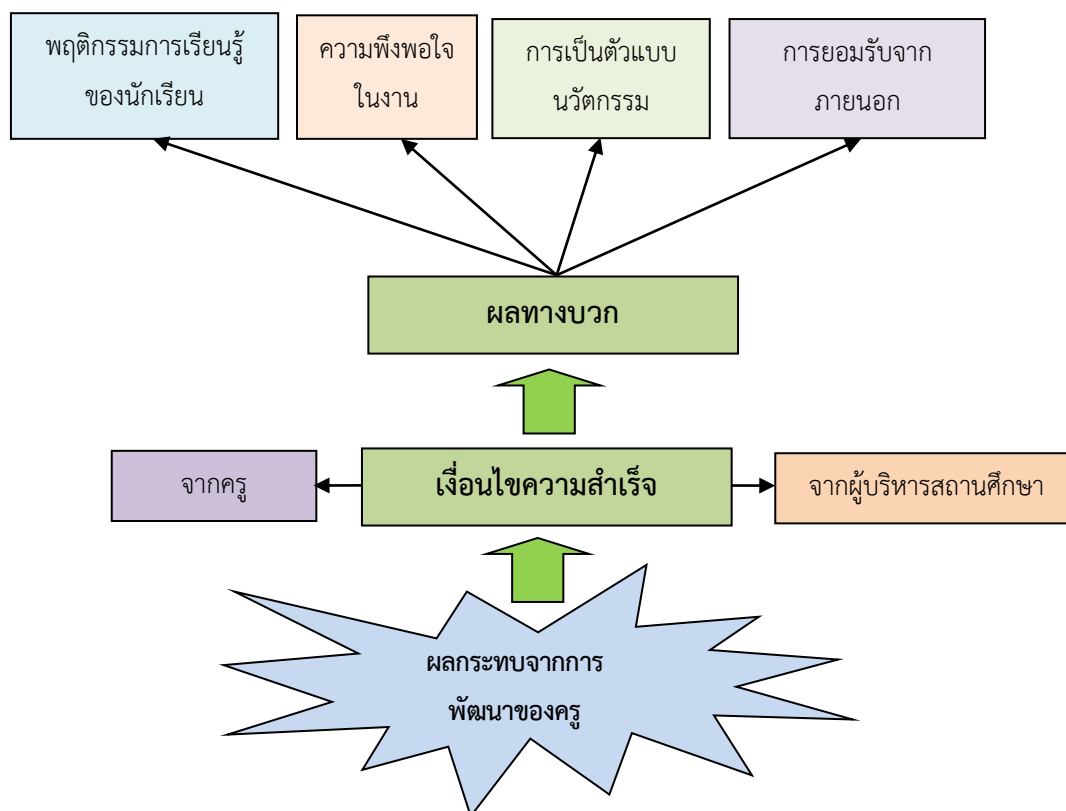 พฤติกรรมการเรียนรู้
ของนักเรียน
ความพึงพอใจ
ในงาน
การเป็นตัวแบบ
นวัตกรรม
การยอมรับจาก
ภายนอก
ผลทางบวก
จากครู
เงื่อนไขความสำเร็จ
จากผู้บริหารสถานศึกษา
ผลกระทบจากการ
พัฒนาของครู